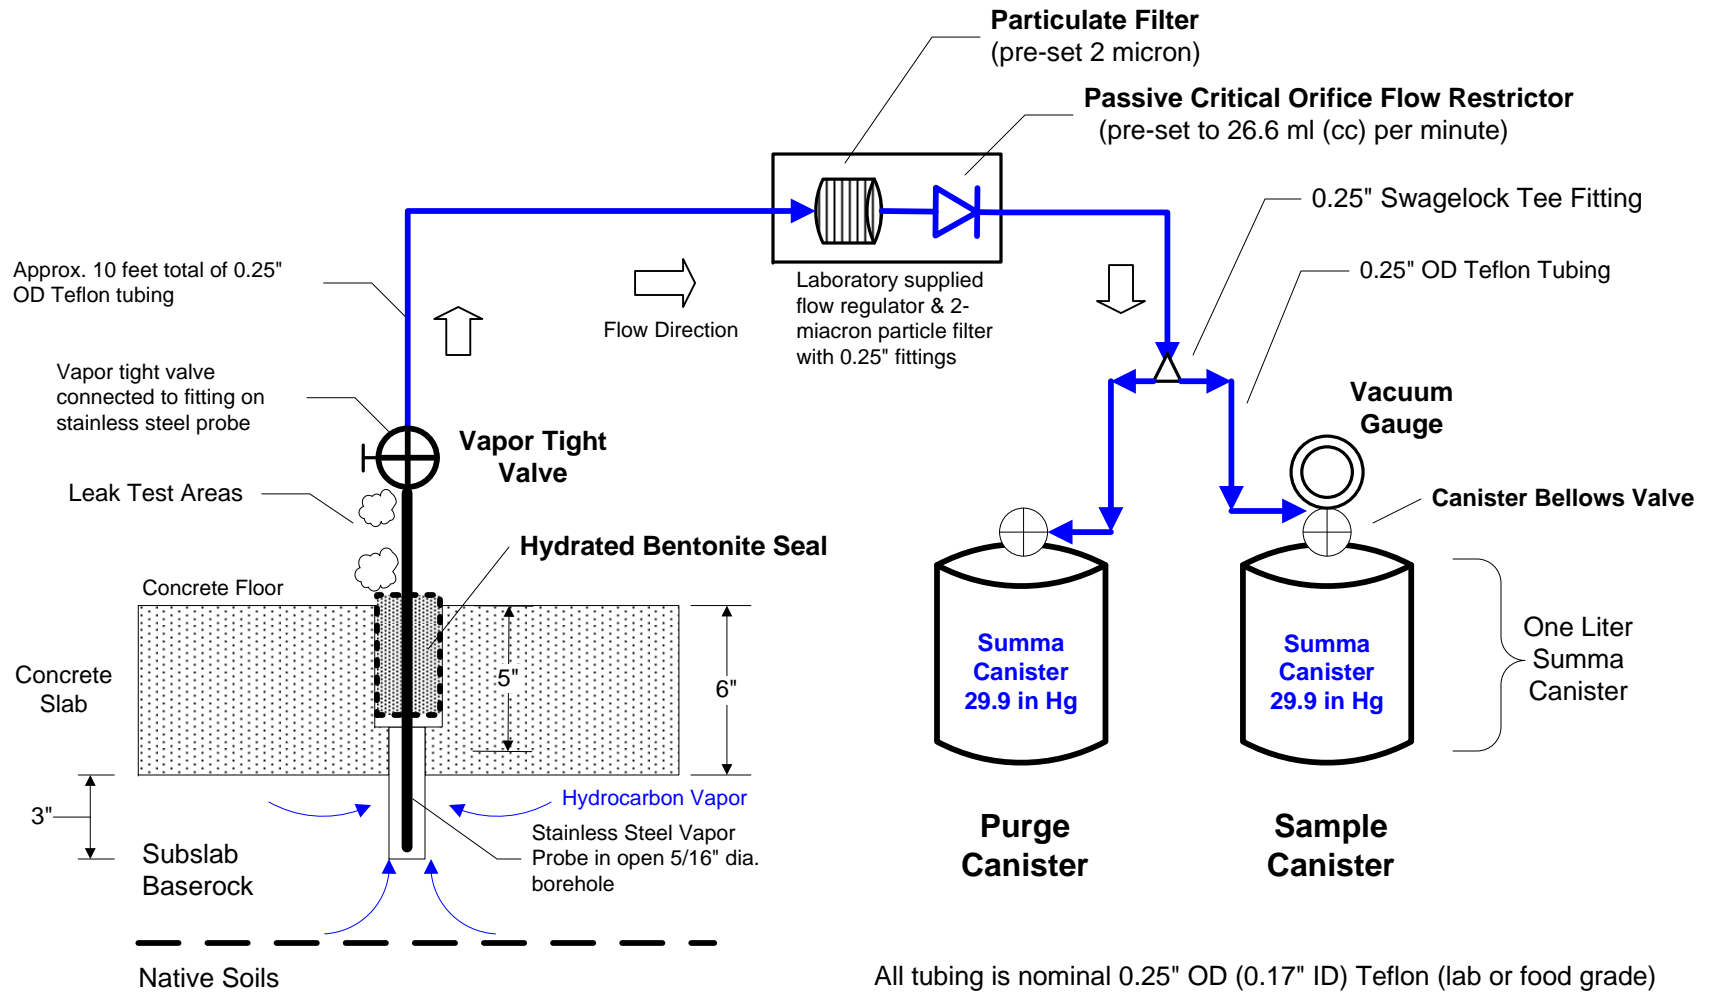 Particulate Filter
(pre-set 2 micron)
Passive Critical Orifice Flow Restrictor
(pre-set to 26.6 ml (cc) per minute)
0.25" Swagelock Tee Fitting
0.25" OD Teflon Tubing
Approx. 10 feet total of 0.25"
OD Teflon tubing
Flow Direction
Laboratory supplied
flow regulator & 2-
miacron particle filter
with 0.25" fittings
Vapor tight valve
connected to fitting on
stainless steel probe
Vapor Tight
Valve
Vacuum
Gauge
Leak Test Areas
Canister Bellows Valve
Hydrated Bentonite Seal
Concrete Floor
Concrete
Slab
5"
6"
Summa
Canister
29.9 in Hg
Summa
Canister
29.9 in Hg
One Liter
Summa
Canister
3"
Hydrocarbon Vapor
Stainless Steel Vapor
Probe in open 5/16" dia.
borehole
Subslab
Baserock
Purge
Canister
Sample
Canister
Native Soils
All tubing is nominal 0.25" OD (0.17" ID) Teflon (lab or food grade)